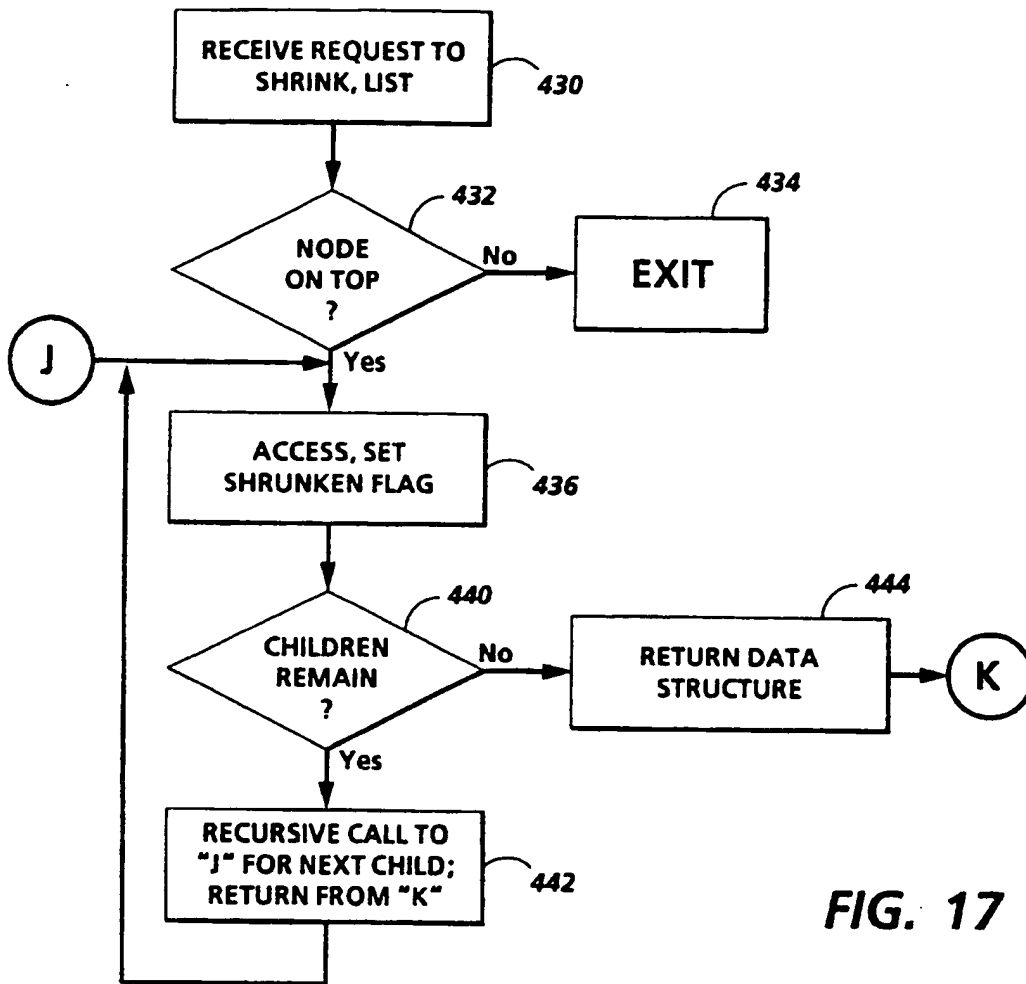 RECEIVE REQUEST TO
SHRINK, LIST
430
432
NODE
ON TOP
?
No
434
EXIT
J
Yes
ACCESS, SET
SHRUNKEN FLAG
436
440
CHILDREN
REMAIN
?
No
444
RETURN DATA
STRUCTURE
K
Yes
RECURSIVE CALL TO
"J" FOR NEXT CHILD;
RETURN FROM "K"
442
FIG. 17